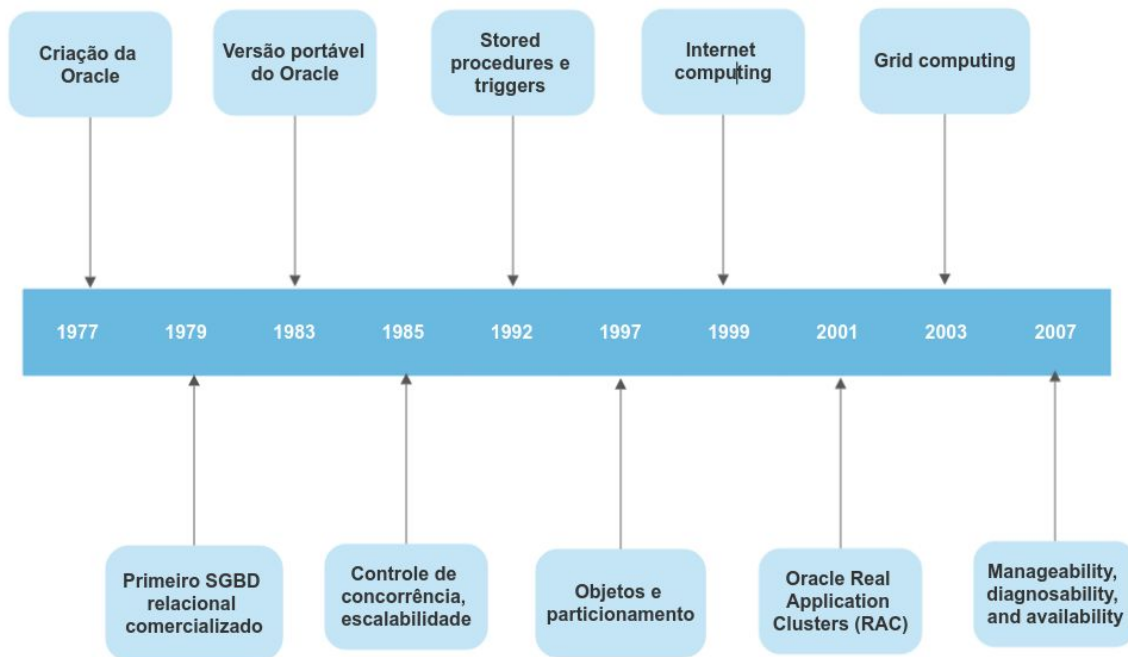 Criação da
Oracle
Versão portável
do Oracle
Stored
procedures e
triggers
Internet
computing
Grid computing
1977 1979 1983 1985 1992 1997 1999 2001 2003 2007
Primeiro SGBD
relacional
comercializado
Controle de
concorrência,
escalabilidade
Objetos e
particionamento
Oracle Real
Application
Clusters (RAC)
Manageability,
diagnosability,
and availability